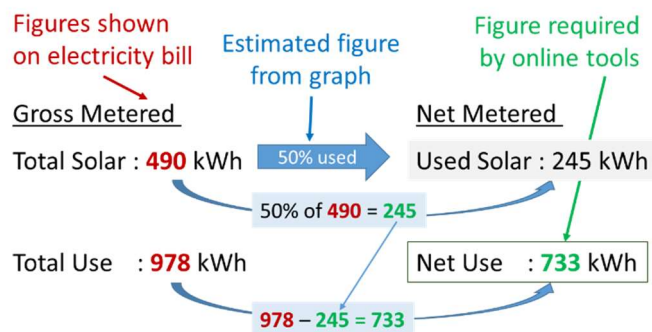 Figures shown
on electricity bill
Estimated figure
from graph
Figure required
by online tools
Gross Metered
Net Metered
Total Solar : 490 kWh
50% used
Used Solar : 245 kWh
50% of 490 = 245
Total Use : 978 kWh
Net Use : 733 kWh
978 – 245 = 733